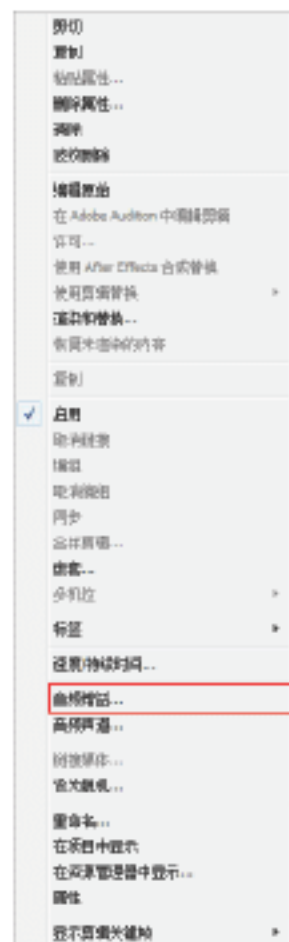 剪切
复制
粘贴属性...
删除属性...
清除
波纹删除
编辑原始
在 Adobe Audition 中编辑剪辑
许可...
使用 After Effects 合成替换
使用剪辑替换
渲染和替换...
恢复未渲染的内容
复制
启用
取消链接
编组
取消编组
同步
合并剪辑...
嵌套...
多机位
标签
速度/持续时间...
音频增益...
音频声道...
链接媒体...
设为脱机...
重命名...
在项目中显示
在资源管理器中显示...
属性
显示剪辑关键帧